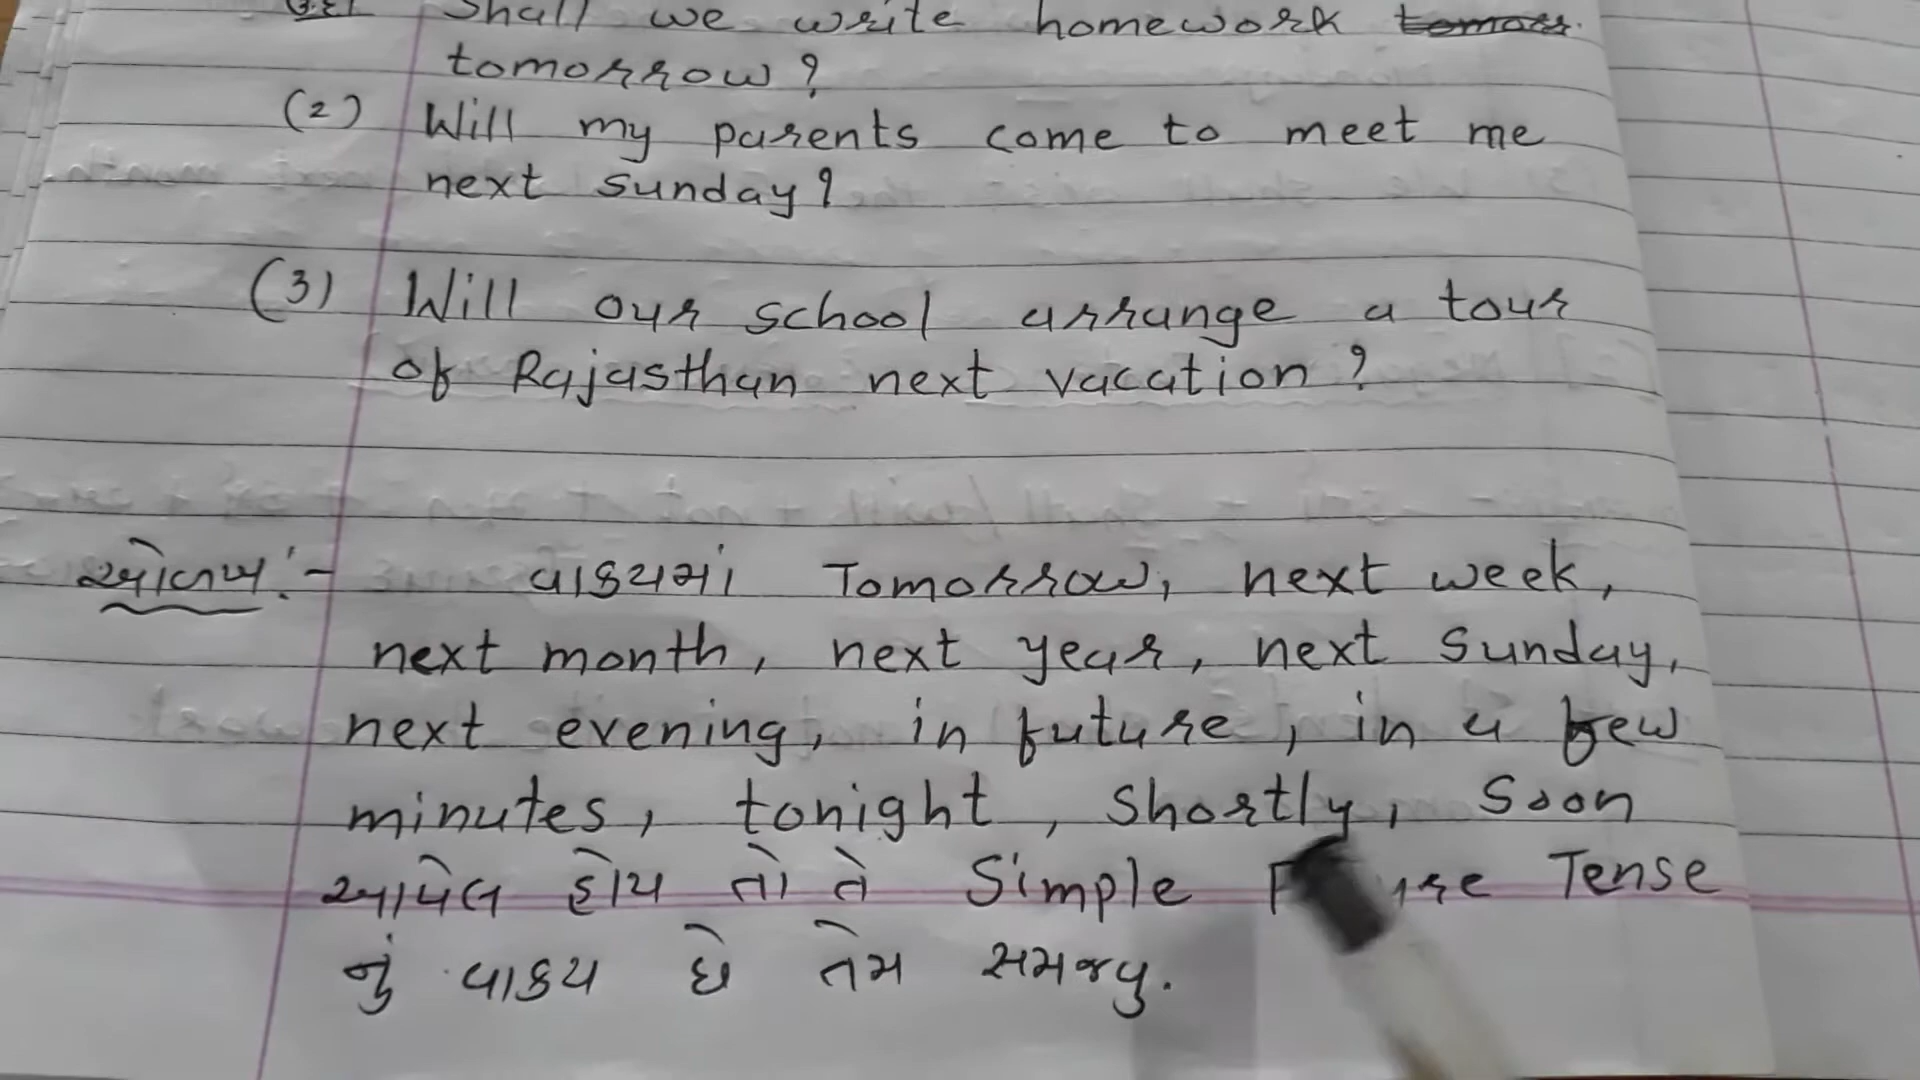 Shall we write homework
tomorrow?
(2) Will my parents come to meet me
next sunday?
(3) Will our school arrange a tour
of Rajasthan next vacation?
ઓળખ:- વાક્યમાં Tomorrow, next week,
next month, next year, next sunday,
next evening, in future, in a few
minutes, tonight, shortly, soon
આપેલ હોય તો તે Simple Tense
નું વાક્ય છે તેમ સમજવુ.